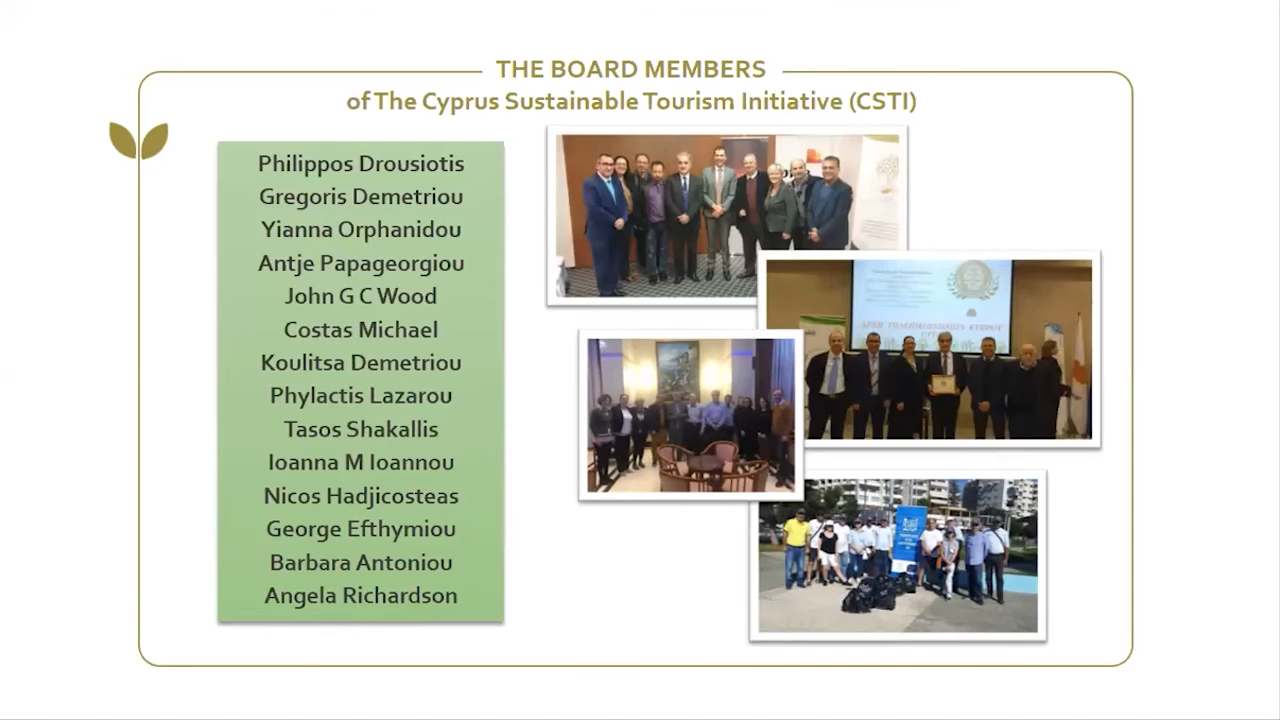 THE BOARD MEMBERS
of The Cyprus Sustainable Tourism Initiative (CSTI)
Philippos Drousiotis
Gregoris Demetriou
Yianna Orphanidou
Antje Papageorgiou
John G C Wood
Costas Michael
Koulitsa Demetriou
Phylactis Lazarou
Tasos Shakallis
Ioanna M Ioannou
Nicos Hadjicosteas
George Efthymiou
Barbara Antoniou
Angela Richardson